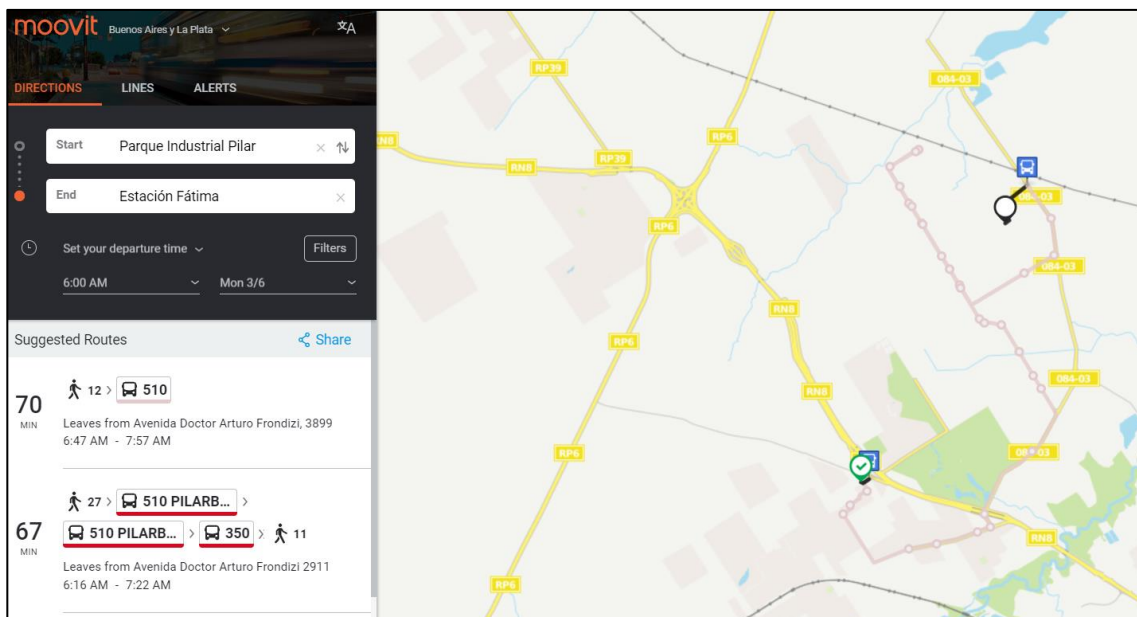 moovit Buenos Aires y La Plata
DIRECTIONS LINES ALERTS
Start Parque Industrial Pilar
End Estación Fátima
Set your departure time Filters
6:00 AM Mon 3/6
Suggested Routes Share
12 > 510
70
MIN
Leaves from Avenida Doctor Arturo Frondizi, 3899
6:47 AM - 7:57 AM
27 > 510 PILARB... >
67
MIN
510 PILARB... > 350 > 11
Leaves from Avenida Doctor Arturo Frondizi 2911
6:16 AM - 7:22 AM
RP39
084-03
RN8
RP6
RP39
RN8
084-03
RP6
084-03
RP6
084-03
RN8
084-03
RP6
RN8
RP6